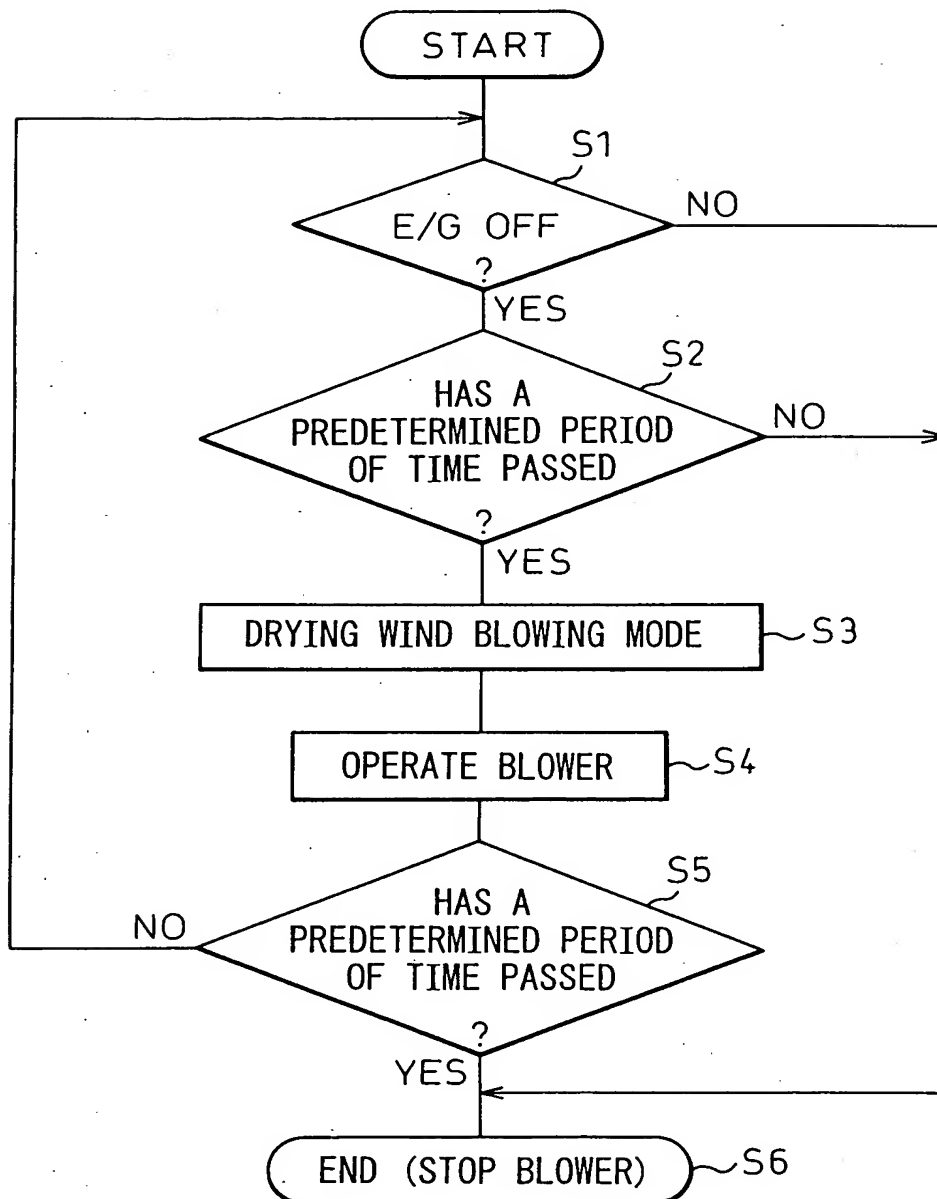 START
S1
E/G OFF
?
NO
YES
S2
HAS A
PREDETERMINED PERIOD
OF TIME PASSED
?
NO
YES
DRYING WIND BLOWING MODE
S3
OPERATE BLOWER
S4
S5
HAS A
PREDETERMINED PERIOD
OF TIME PASSED
?
NO
YES
END (STOP BLOWER)
S6